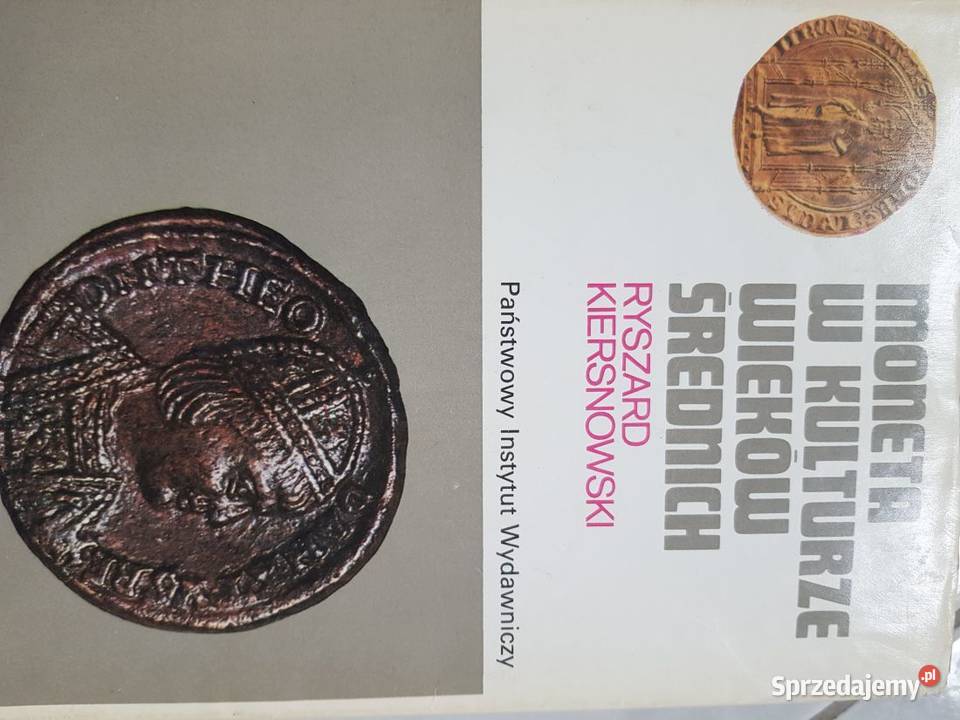 MONETA
W KULTURZE
WIEKÓW
ŚREDNICH
RYSZARD
KIERSNOWSKI
Państwowy Instytut Wydawniczy
Sprzedajemy.pl